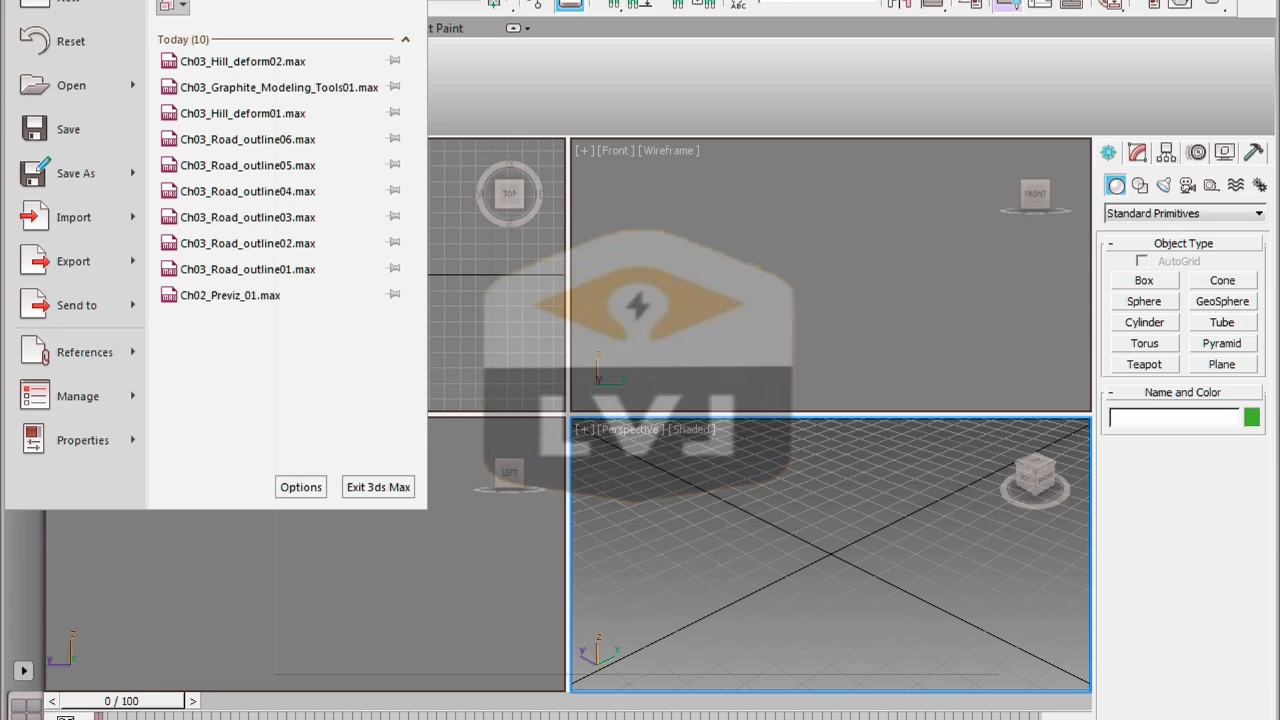 t Paint
Reset
Open
Save
Save As
Import
Export
Send to
References
Manage
Properties
Today (10)
Ch03_Hill_deform02.max
Ch03_Graphite_Modeling_Tools01.max
Ch03_Hill_deform01.max
Ch03_Road_outline06.max
Ch03_Road_outline05.max
Ch03_Road_outline04.max
Ch03_Road_outline03.max
Ch03_Road_outline02.max
Ch03_Road_outline01.max
Ch02_Previz_01.max
Options
Exit 3ds Max
TOP
[+] [Front] [Wireframe]
FRONT
z
y x
LVL
LEFT
[+] [Perspective] [Shaded]
z
y x
z
y x
Standard Primitives
- Object Type
AutoGrid
Box Cone
Sphere GeoSphere
Cylinder Tube
Torus Pyramid
Teapot Plane
- Name and Color
< 0 / 100 >
ABC